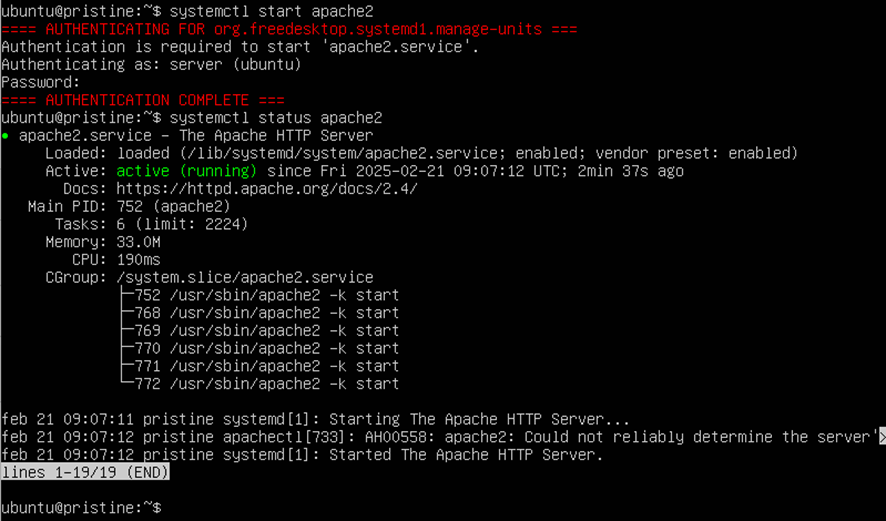 ubuntu@pristine:~$ systemctl start apache2
==== AUTHENTICATING FOR org.freedesktop.systemd1.manage-units ===
Authentication is required to start 'apache2.service'.
Authenticating as: server (ubuntu)
Password:
==== AUTHENTICATION COMPLETE ===
ubuntu@pristine:~$ systemctl status apache2
● apache2.service - The Apache HTTP Server
     Loaded: loaded (/lib/systemd/system/apache2.service; enabled; vendor preset: enabled)
     Active: active (running) since Fri 2025-02-21 09:07:12 UTC; 2min 37s ago
       Docs: https://httpd.apache.org/docs/2.4/
   Main PID: 752 (apache2)
      Tasks: 6 (limit: 2224)
     Memory: 33.0M
        CPU: 190ms
     CGroup: /system.slice/apache2.service
             ├─752 /usr/sbin/apache2 -k start
             ├─768 /usr/sbin/apache2 -k start
             ├─769 /usr/sbin/apache2 -k start
             ├─770 /usr/sbin/apache2 -k start
             ├─771 /usr/sbin/apache2 -k start
             └─772 /usr/sbin/apache2 -k start
feb 21 09:07:11 pristine systemd[1]: Starting The Apache HTTP Server...
feb 21 09:07:12 pristine apachectl[733]: AH00558: apache2: Could not reliably determine the server'>
feb 21 09:07:12 pristine systemd[1]: Started The Apache HTTP Server.
lines 1-19/19 (END)
ubuntu@pristine:~$